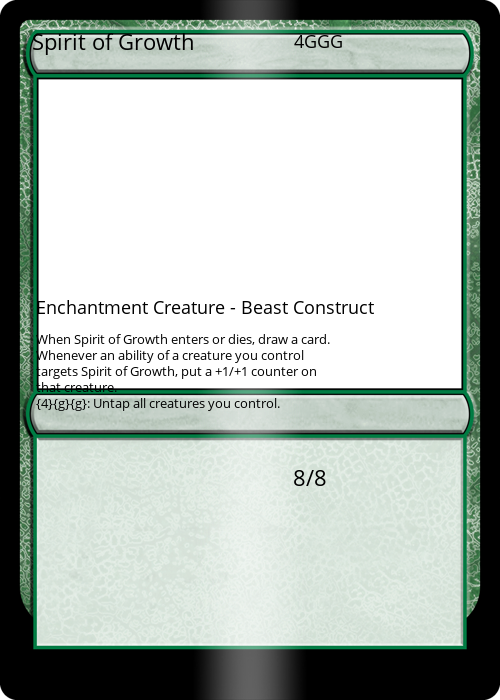 Spirit of Growth 4GGG
Enchantment Creature - Beast Construct
When Spirit of Growth enters or dies, draw a card.
Whenever an ability of a creature you control
targets Spirit of Growth, put a +1/+1 counter on
that creature.
{4}{g}{g}: Untap all creatures you control.
8/8